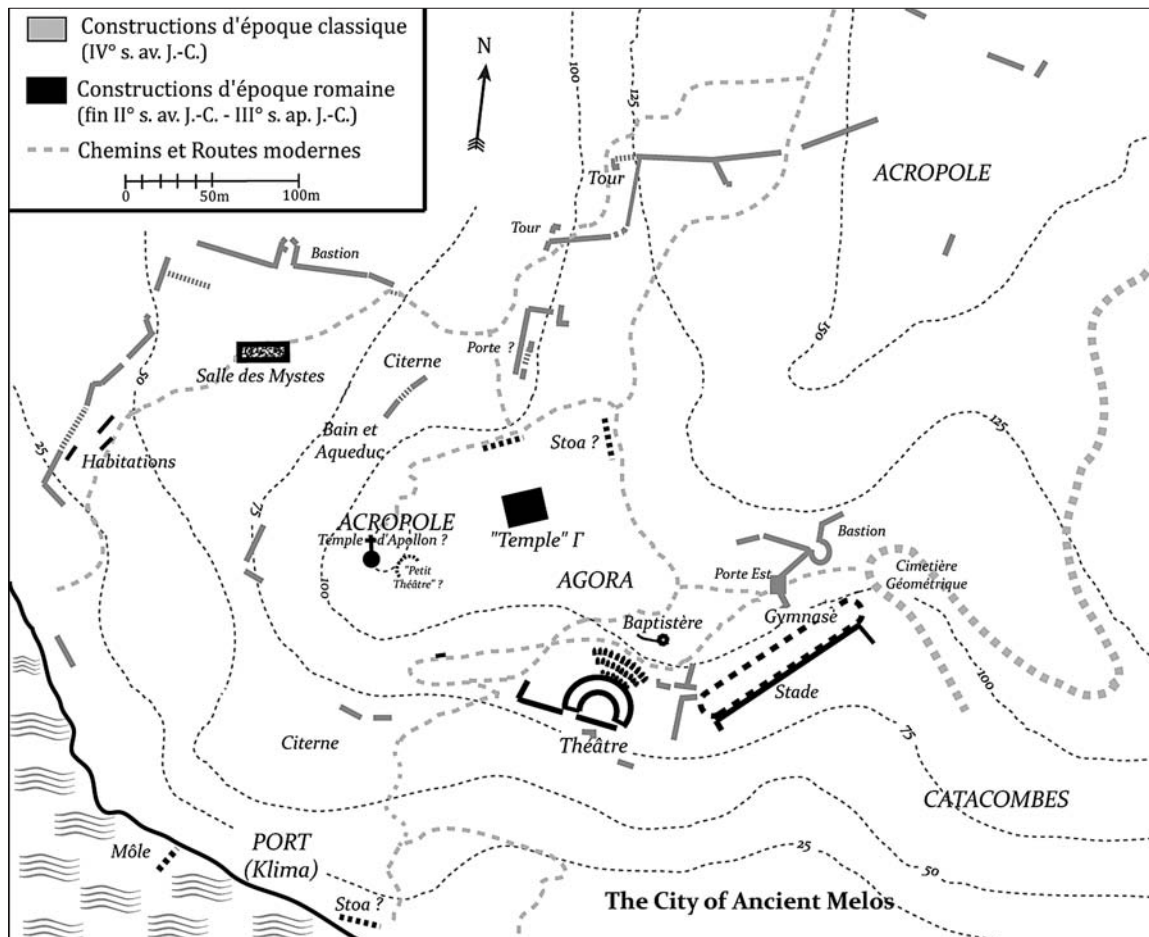 Constructions d'époque classique
(IV° s. av. J.-C.)
Constructions d'époque romaine
(fin II° s. av. J.-C. - III° s. ap. J.-C.)
Chemins et Routes modernes
0 50m 100m
N
100
125
Tour
ACROPOLE
Tour
Bastion
150
Porte ?
Citerne
Salle des Mystes
50
25
Bain et
Aqueduc
Stoa ?
125
Habitations
75
ACROPOLE
Temple d'Apollon ?
"Temple" Γ
Bastion
"Petit
Théâtre" ?
100
AGORA
Porte Est
Cimetière
Géométrique
Baptistère
Gymnase
100
Stade
75
Citerne
Théâtre
CATACOMBES
PORT
(Klima)
Môle
25
50
Stoa ?
The City of Ancient Melos